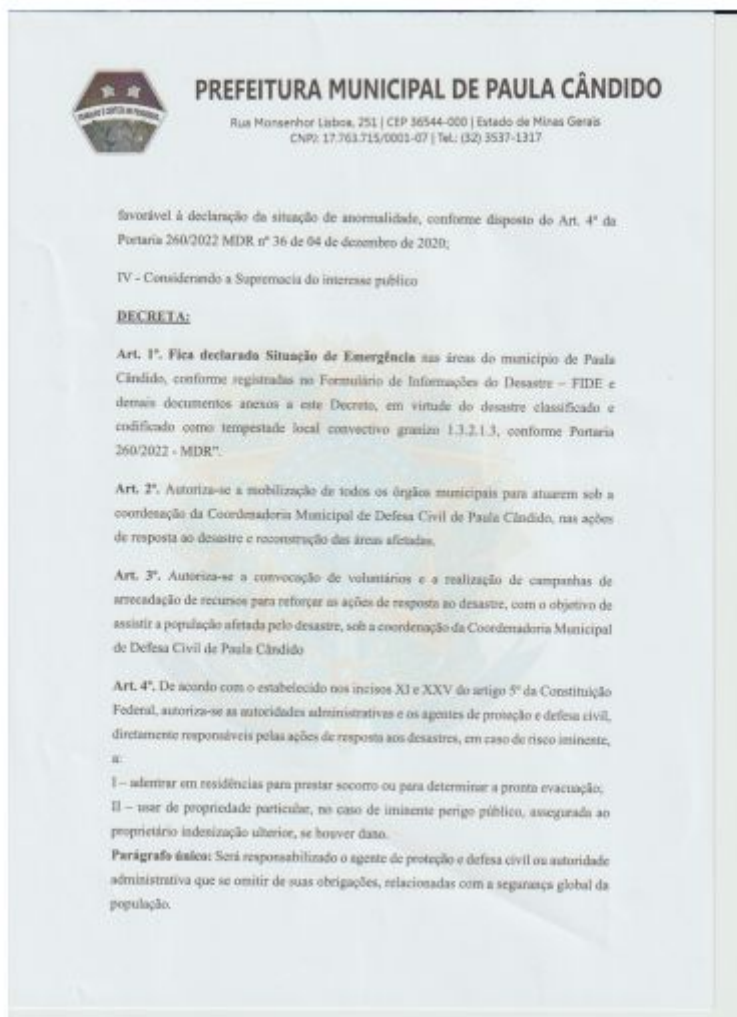 PREFEITURA MUNICIPAL DE PAULA CÂNDIDO
Rua Monsenhor Lisboa, 251 | CEP 36544-000 | Estado de Minas Gerais
CNPJ: 17.763.715/0001-07 | Tel.: (32) 3537-1317
favorável à declaração da situação de anormalidade, conforme disposto do Art. 4º da
Portaria 260/2022 MDR nº 36 de 04 de dezembro de 2020;
IV - Considerando a Supremacia do interesse público
DECRETA:
Art. 1º. Fica declarada Situação de Emergência nas áreas do município de Paula
Cândido, conforme registradas no Formulário de Informações do Desastre – FIDE e
demais documentos anexos a este Decreto, em virtude do desastre classificado e
codificado como tempestade local convectivo granizo 1.3.2.1.3, conforme Portaria
260/2022 - MDR".
Art. 2º. Autoriza-se a mobilização de todos os órgãos municipais para atuarem sob a
coordenação da Coordenadoria Municipal de Defesa Civil de Paula Cândido, nas ações
de resposta ao desastre e reconstrução das áreas afetadas.
Art. 3º. Autoriza-se a convocação de voluntários e a realização de campanhas de
arrecadação de recursos para reforçar as ações de resposta ao desastre, com o objetivo de
assistir a população afetada pelo desastre, sob a coordenação da Coordenadoria Municipal
de Defesa Civil de Paula Cândido
Art. 4º. De acordo com o estabelecido nos incisos XI e XXV do artigo 5º da Constituição
Federal, autoriza-se as autoridades administrativas e os agentes de proteção e defesa civil,
diretamente responsáveis pelas ações de resposta aos desastres, em caso de risco iminente,
a:
I – adentrar em residências para prestar socorro ou para determinar a pronta evacuação;
II – usar de propriedade particular, no caso de iminente perigo público, assegurada ao
proprietário indenização ulterior, se houver dano.
Parágrafo único: Será responsabilizado o agente de proteção e defesa civil ou autoridade
administrativa que se omitir de suas obrigações, relacionadas com a segurança global da
população.